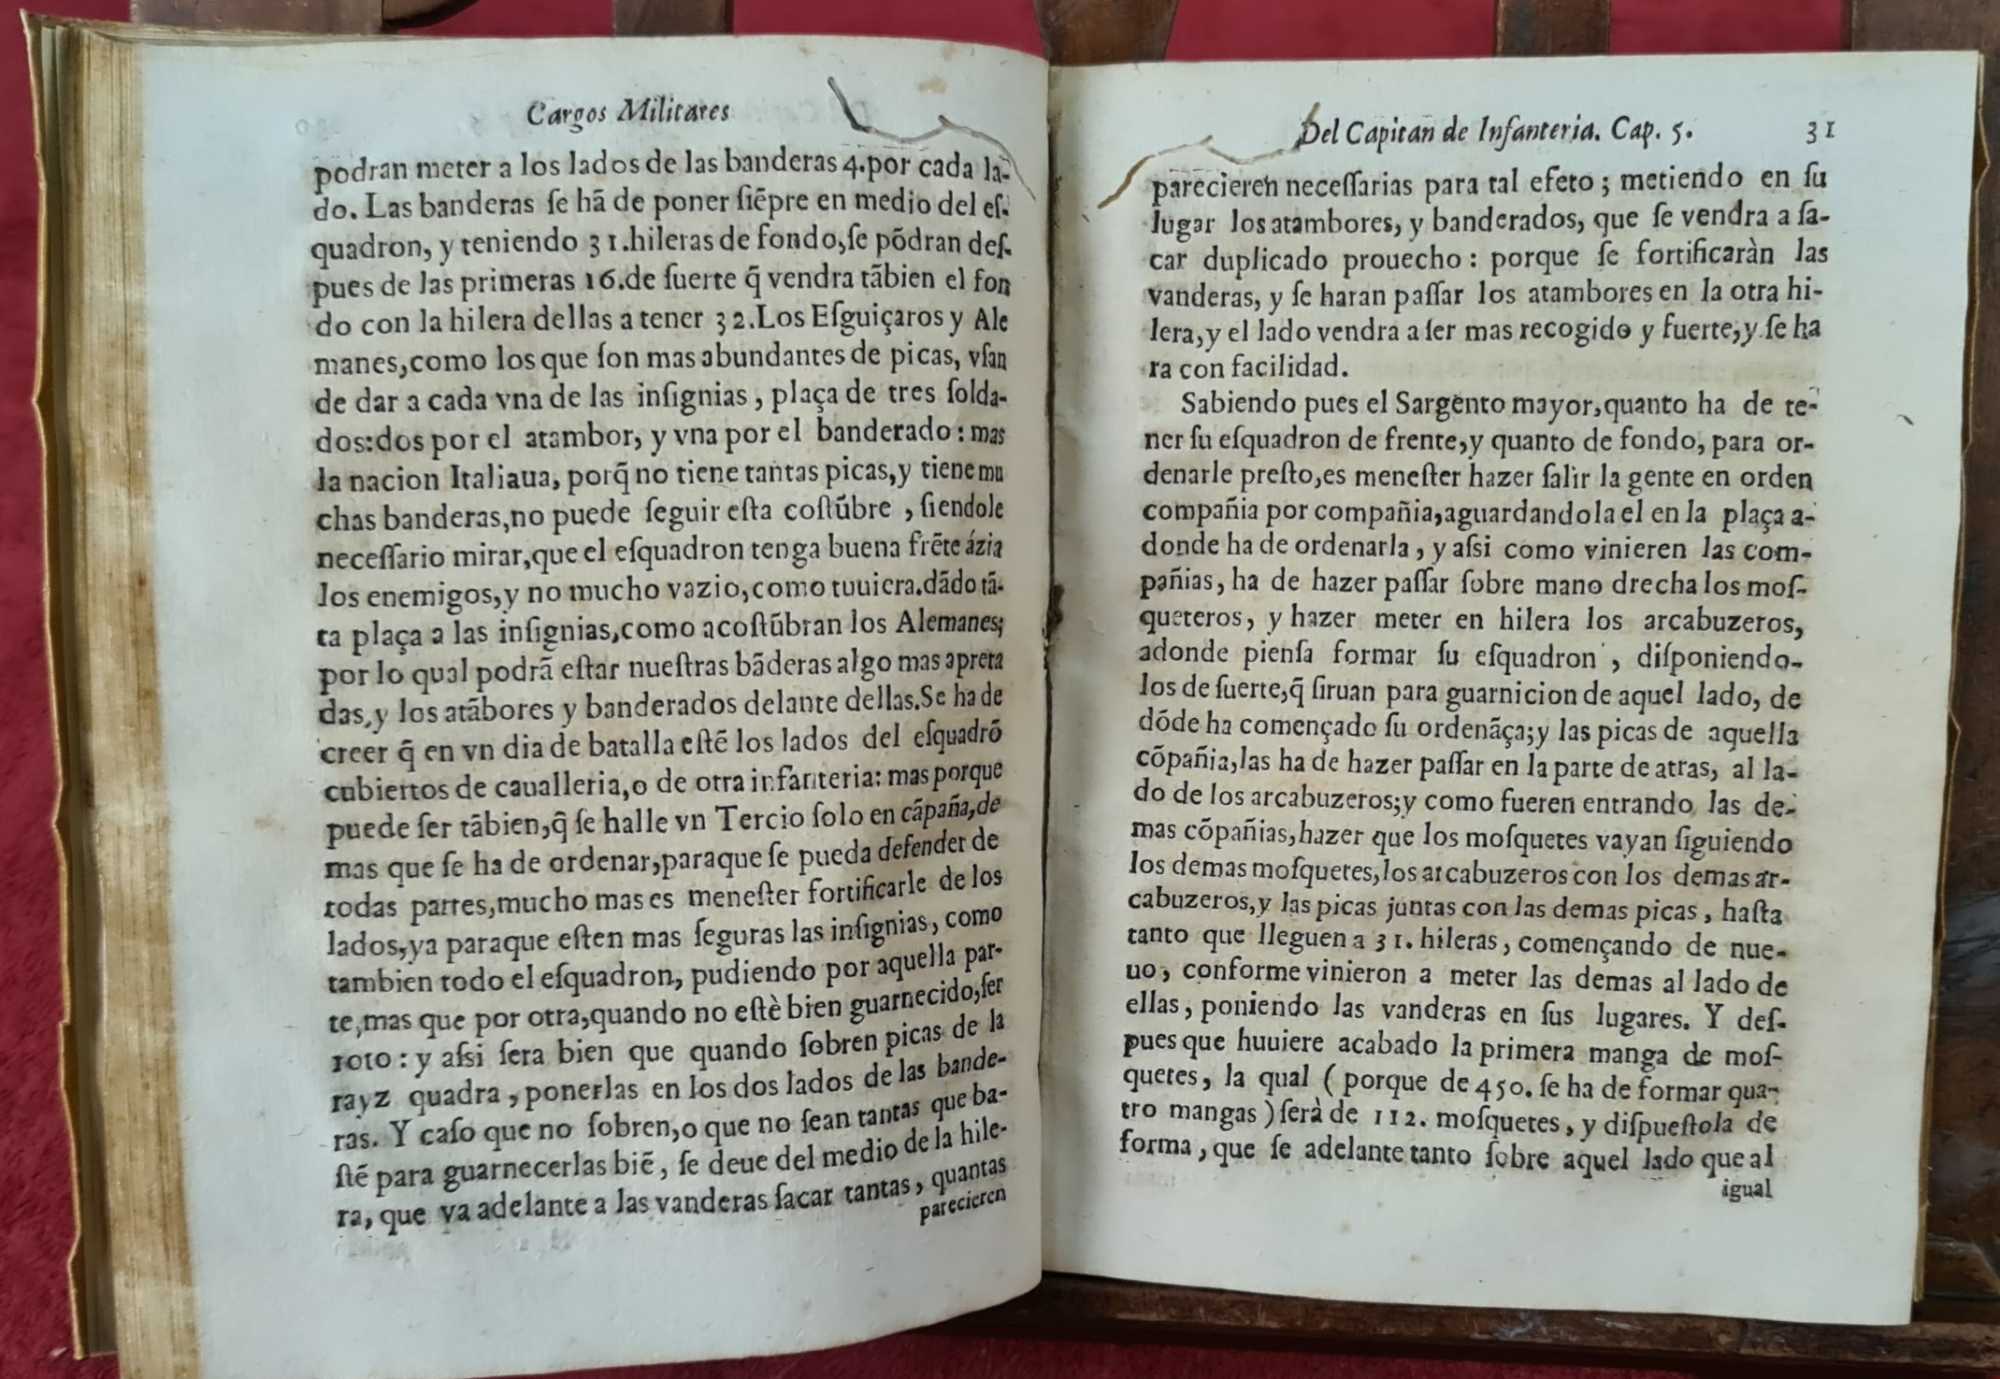 Cargos Militares
podran meter a los lados de las banderas 4.por cada la-
do. Las banderas ſe hã de poner ſiẽpre en medio del eſ-
quadron, y teniendo 31.hileras de fondo,ſe põdran deſ-
pues de las primeras 16.de ſuerte q̃ vendra tãbien el fon
do con la hilera dellas a tener 32.Los Eſguiçaros y Ale
manes,como los que ſon mas abundantes de picas, vſan
de dar a cada vna de las inſignias , plaça de tres ſolda-
dos:dos por el atambor, y vna por el banderado : mas
la nacion Italiaua, porq̃ no tiene tantas picas,y tiene mu
chas banderas,no puede ſeguir eſta coſtũbre , ſiendole
neceſſario mirar,que el eſquadron tenga buena frẽte ázia
los enemigos,y no mucho vazio,como tuuiera.dãdo tã-
ta plaça a las inſignias,como acoſtũbran los Alemanes;
por lo qual podrã eſtar nueſtras bãderas algo mas apreta
das,y los atãbores y banderados delante dellas.Se ha de
creer q̃ en vn dia de batalla eſtẽ los lados del eſquadrõ
cubiertos de caualleria,o de otra infanteria: mas porque
puede ſer tãbien,q̃ ſe halle vn Tercio ſolo en cãpaña,de
mas que ſe ha de ordenar,paraque ſe pueda defender de
todas partes,mucho mas es meneſter fortificarle de los
lados,ya paraque eſten mas ſeguras las inſignias, como
tambien todo el eſquadron, pudiendo por aquella par-
te,mas que por otra,quando no eſtè bien guarnecido,ſer
roto : y aſsi ſera bien que quando ſobren picas de la
rayz quadra , ponerlas en los dos lados de las bande-
ras. Y caſo que no ſobren,o que no ſean tantas que ba-
ſtẽ para guarnecerlas biẽ, ſe deue del medio de la hile-
ra, que va adelante a las vanderas ſacar tantas, quantas
parecieren
Del Capitan de Infanteria. Cap. 5. 31
parecieren neceſſarias para tal efeto ; metiendo en ſu
lugar los atambores, y banderados, que ſe vendra a ſa-
car duplicado prouecho : porque ſe fortificaràn las
vanderas, y ſe haran paſſar los atambores en la otra hi-
lera,y el lado vendra a ſer mas recogido y fuerte,y ſe ha
ra con facilidad.
Sabiendo pues el Sargento mayor,quanto ha de te-
ner ſu eſquadron de frente,y quanto de fondo, para or-
denarle preſto,es meneſter hazer ſalir la gente en orden
compañia por compañia,aguardandola el en la plaça a-
donde ha de ordenarla , y aſsi como vinieren las com-
pañias, ha de hazer paſſar ſobre mano drecha los moſ-
queteros, y hazer meter en hilera los arcabuzeros,
adonde pienſa formar ſu eſquadron , diſponiendo-
los de ſuerte,q̃ ſiruan para guarnicion de aquel lado, de
dõde ha començado ſu ordenãça;y las picas de aquella
cõpañia,las ha de hazer paſſar en la parte de atras, al la-
do de los arcabuzeros;y como fueren entrando las de-
mas cõpañias,hazer que los moſquetes vayan ſiguiendo
los demas moſquetes,los arcabuzeros con los demas ar-
cabuzeros,y las picas juntas con las demas picas , haſta
tanto que lleguen a 31. hileras, començando de nue-
uo, conforme vinieron a meter las demas al lado de
ellas , poniendo las vanderas en ſus lugares. Y deſ-
pues que huuiere acabado la primera manga de moſ-
quetes, la qual ( porque de 450. ſe ha de formar qua-
tro mangas ) ſerà de 112. moſquetes, y diſpueſtola de
forma, que ſe adelante tanto ſobre aquel lado que al
igual